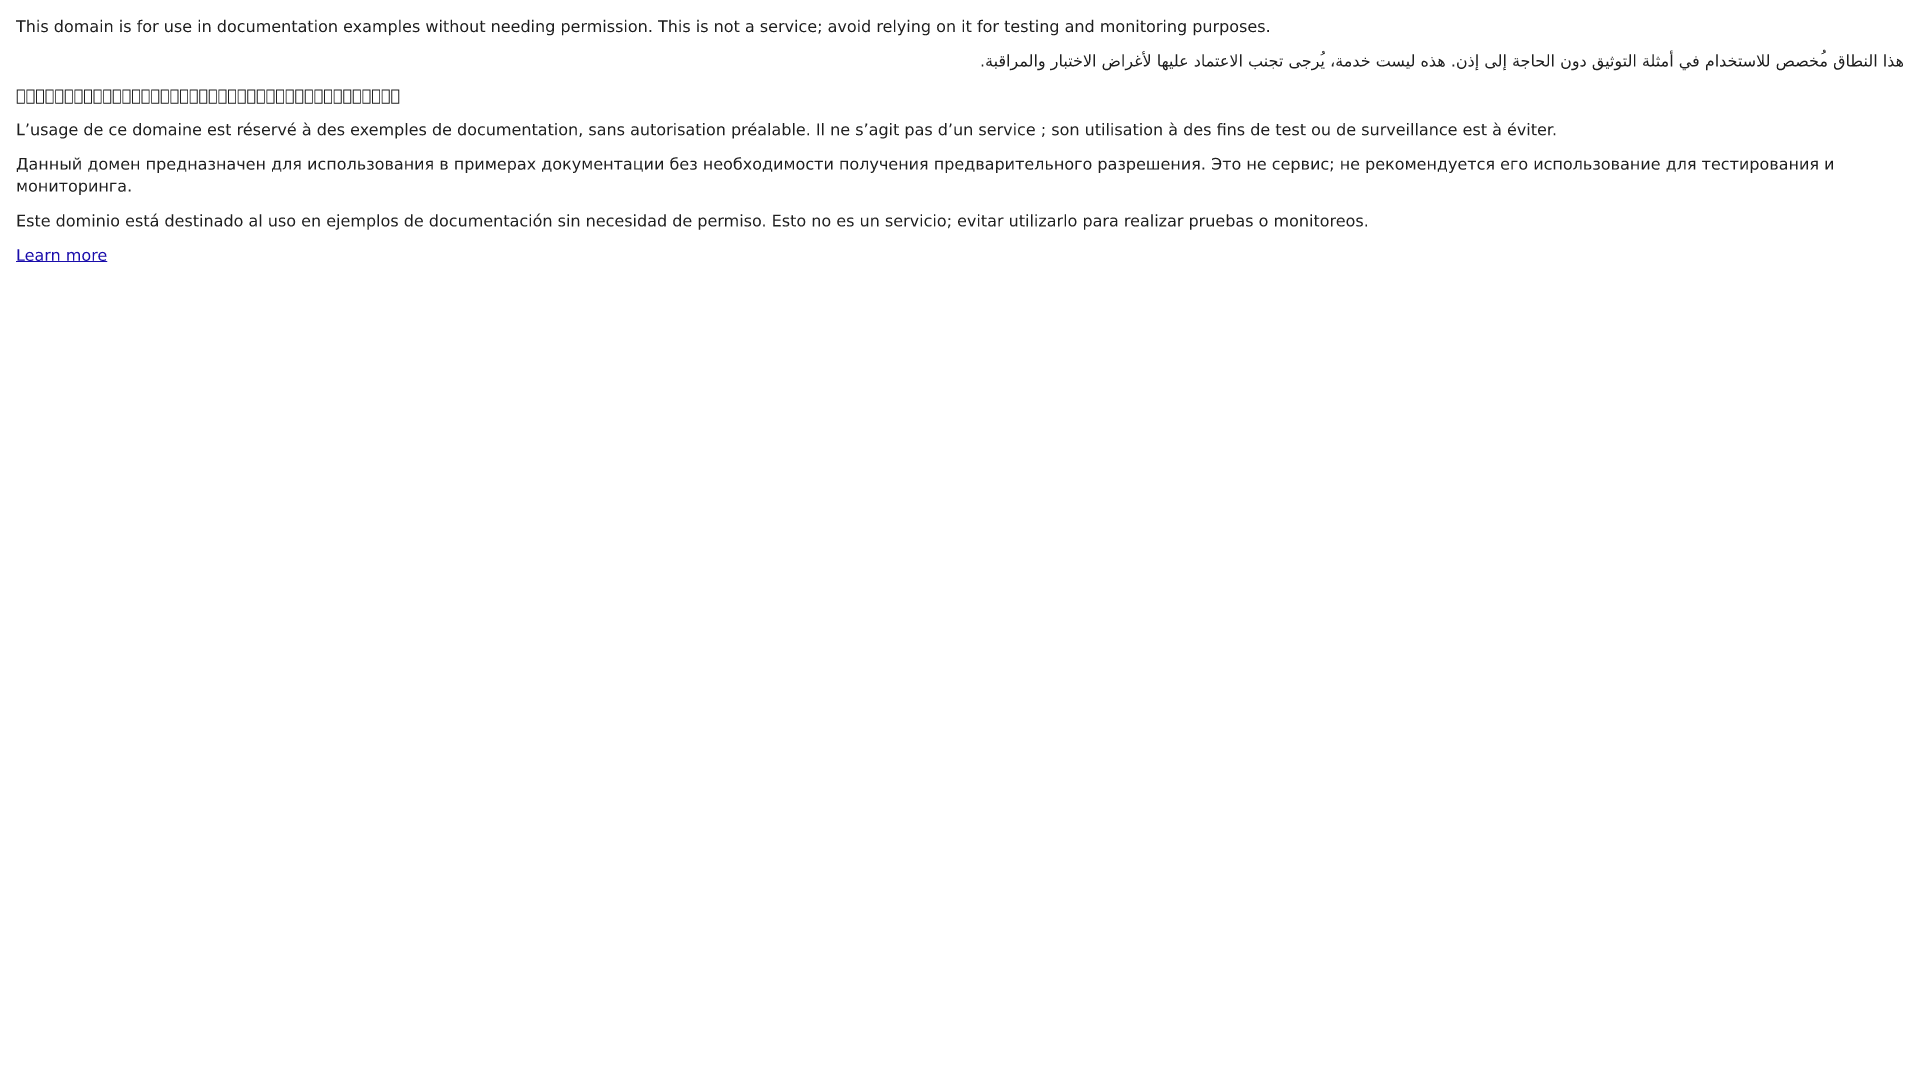 This domain is for use in documentation examples without needing permission. This is not a service; avoid relying on it for testing and monitoring purposes.
هذا النطاق مُخصص للاستخدام في أمثلة التوثيق دون الحاجة إلى إذن. هذه ليست خدمة، يُرجى تجنب الاعتماد عليها لأغراض الاختبار والمراقبة.
L’usage de ce domaine est réservé à des exemples de documentation, sans autorisation préalable. Il ne s’agit pas d’un service ; son utilisation à des fins de test ou de surveillance est à éviter.
Данный домен предназначен для использования в примерах документации без необходимости получения предварительного разрешения. Это не сервис; не рекомендуется его использование для тестирования и
мониторинга.
Este dominio está destinado al uso en ejemplos de documentación sin necesidad de permiso. Esto no es un servicio; evitar utilizarlo para realizar pruebas o monitoreos.
Learn more